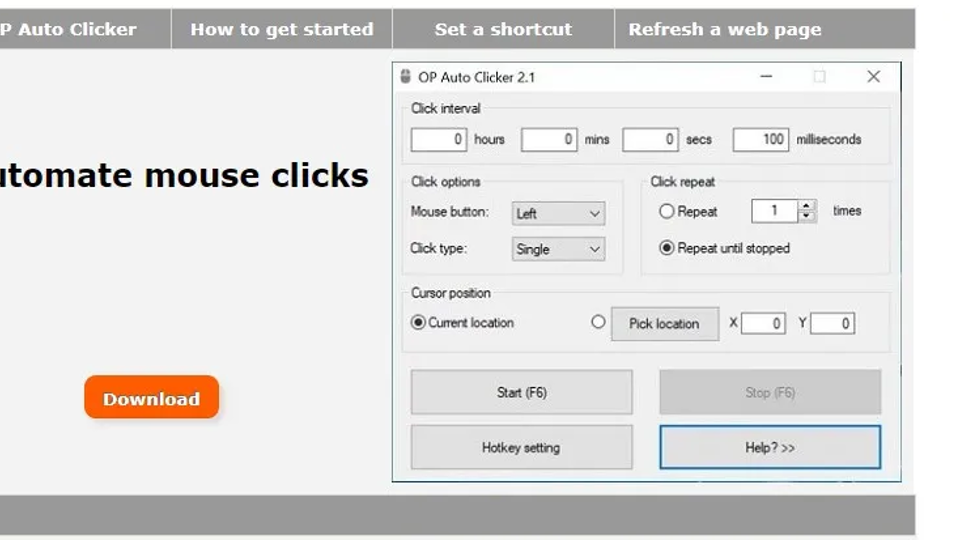 P Auto Clicker
How to get started
Set a shortcut
Refresh a web page
utomate mouse clicks
Download
OP Auto Clicker 2.1
Click interval
0 hours 0 mins 0 secs 100 milliseconds
Click options
Mouse button: Left
Click type: Single
Click repeat
Repeat 1 times
Repeat until stopped
Cursor position
Current location Pick location X 0 Y 0
Start (F6)
Stop (F6)
Hotkey setting
Help? >>